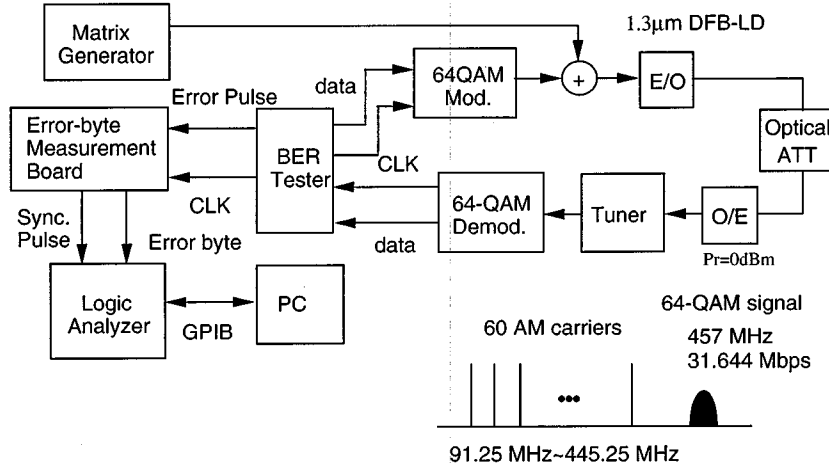 Matrix
Generator
1.3µm DFB-LD
data
64QAM
Mod.
+
E/O
Error Pulse
Error-byte
Measurement
Board
BER
Tester
CLK
Optical
ATT
CLK
64-QAM
Demod.
Tuner
O/E
Sync.
Pulse
Error byte
data
Pr=0dBm
Logic
Analyzer
GPIB
PC
64-QAM signal
60 AM carriers
457 MHz
31.644 Mbps
•••
91.25 MHz~445.25 MHz